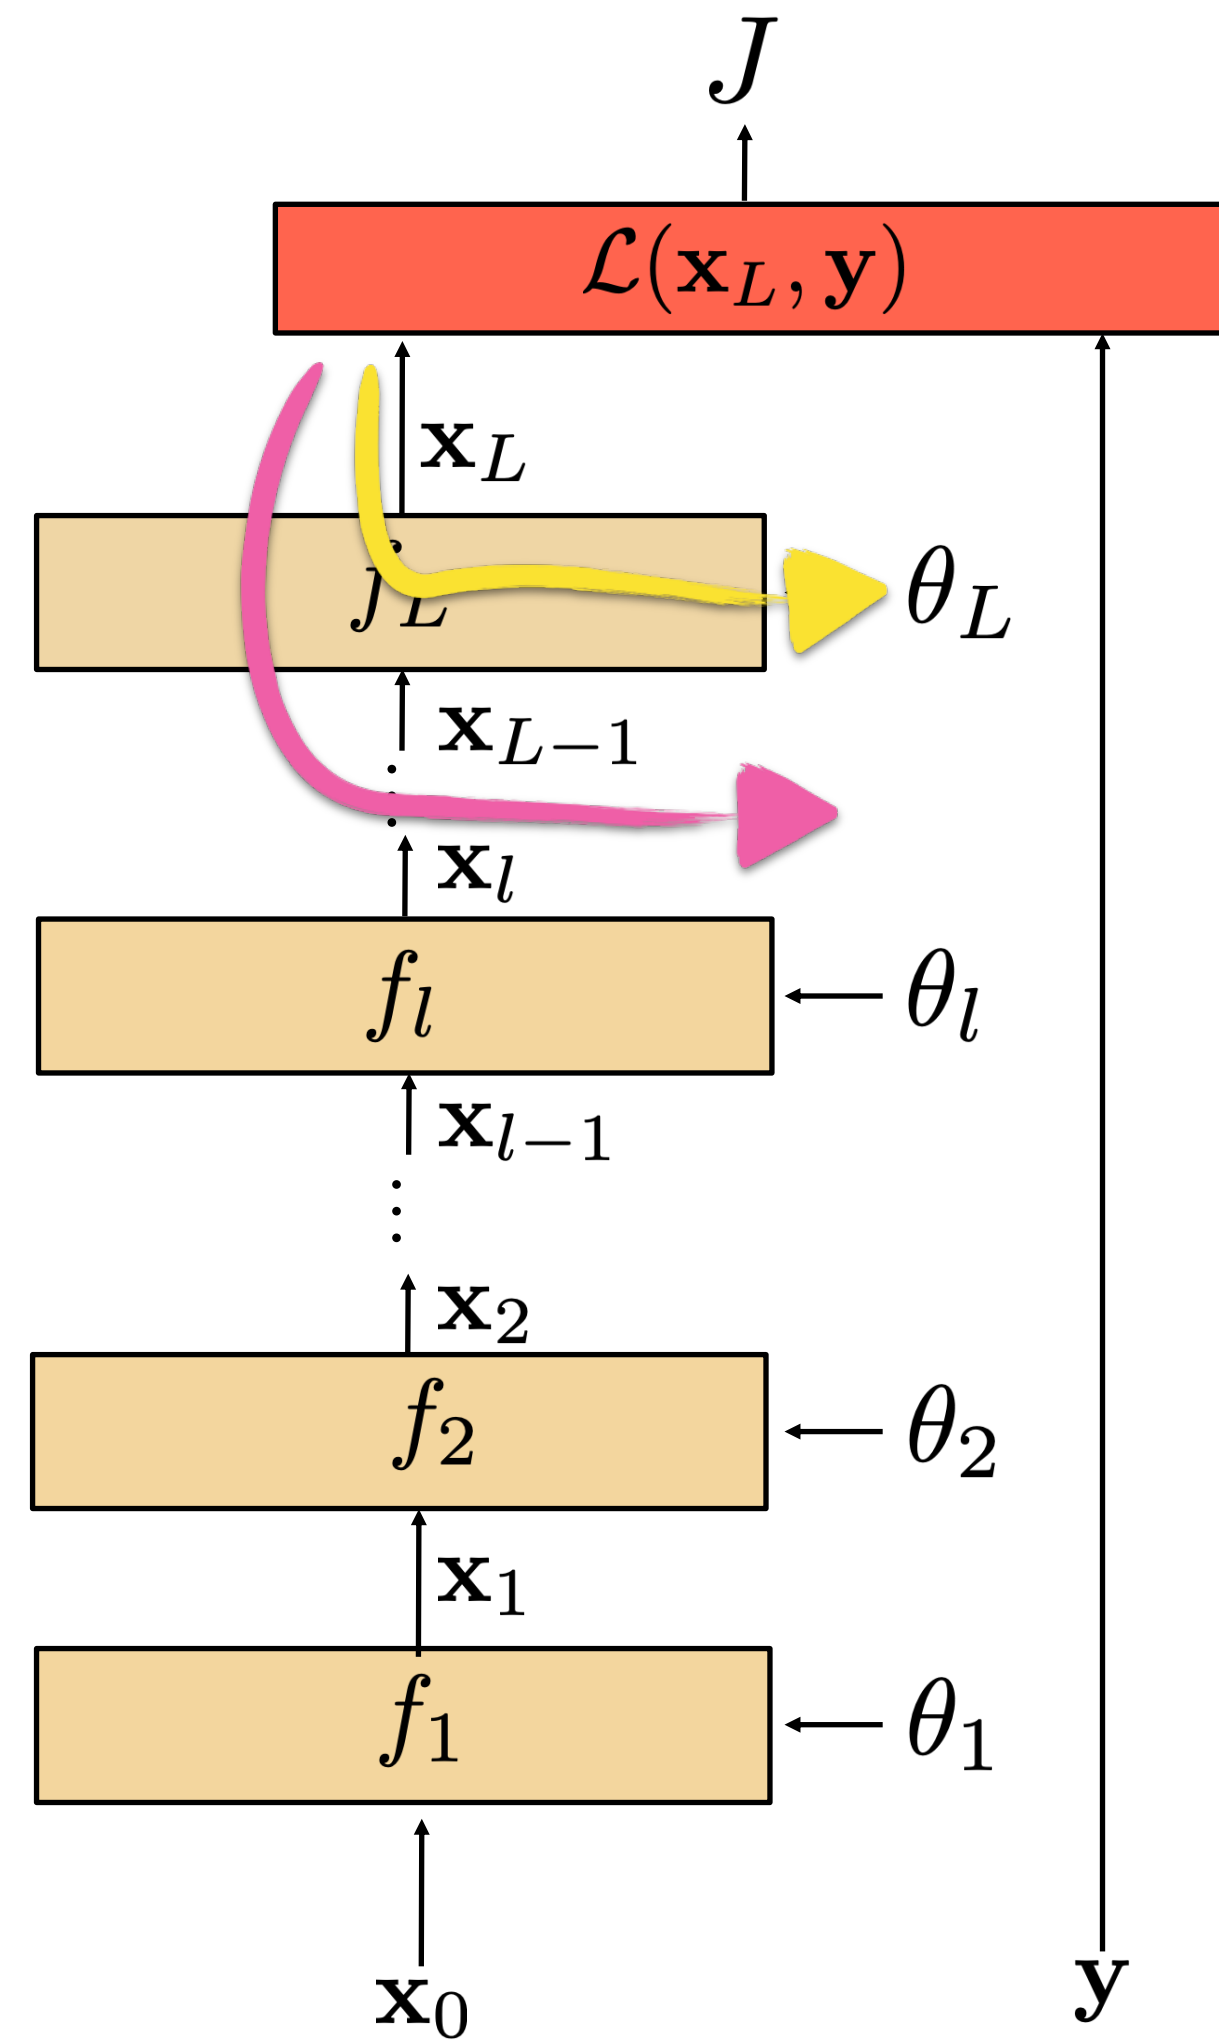 J
ℒ(𝐱_L, 𝐲)
𝐱_L
f_L θ_L
𝐱_{L−1}
𝐱_l
f_l θ_l
𝐱_{l−1}
𝐱_2
f_2 θ_2
𝐱_1
f_1 θ_1
𝐱_0 𝐲